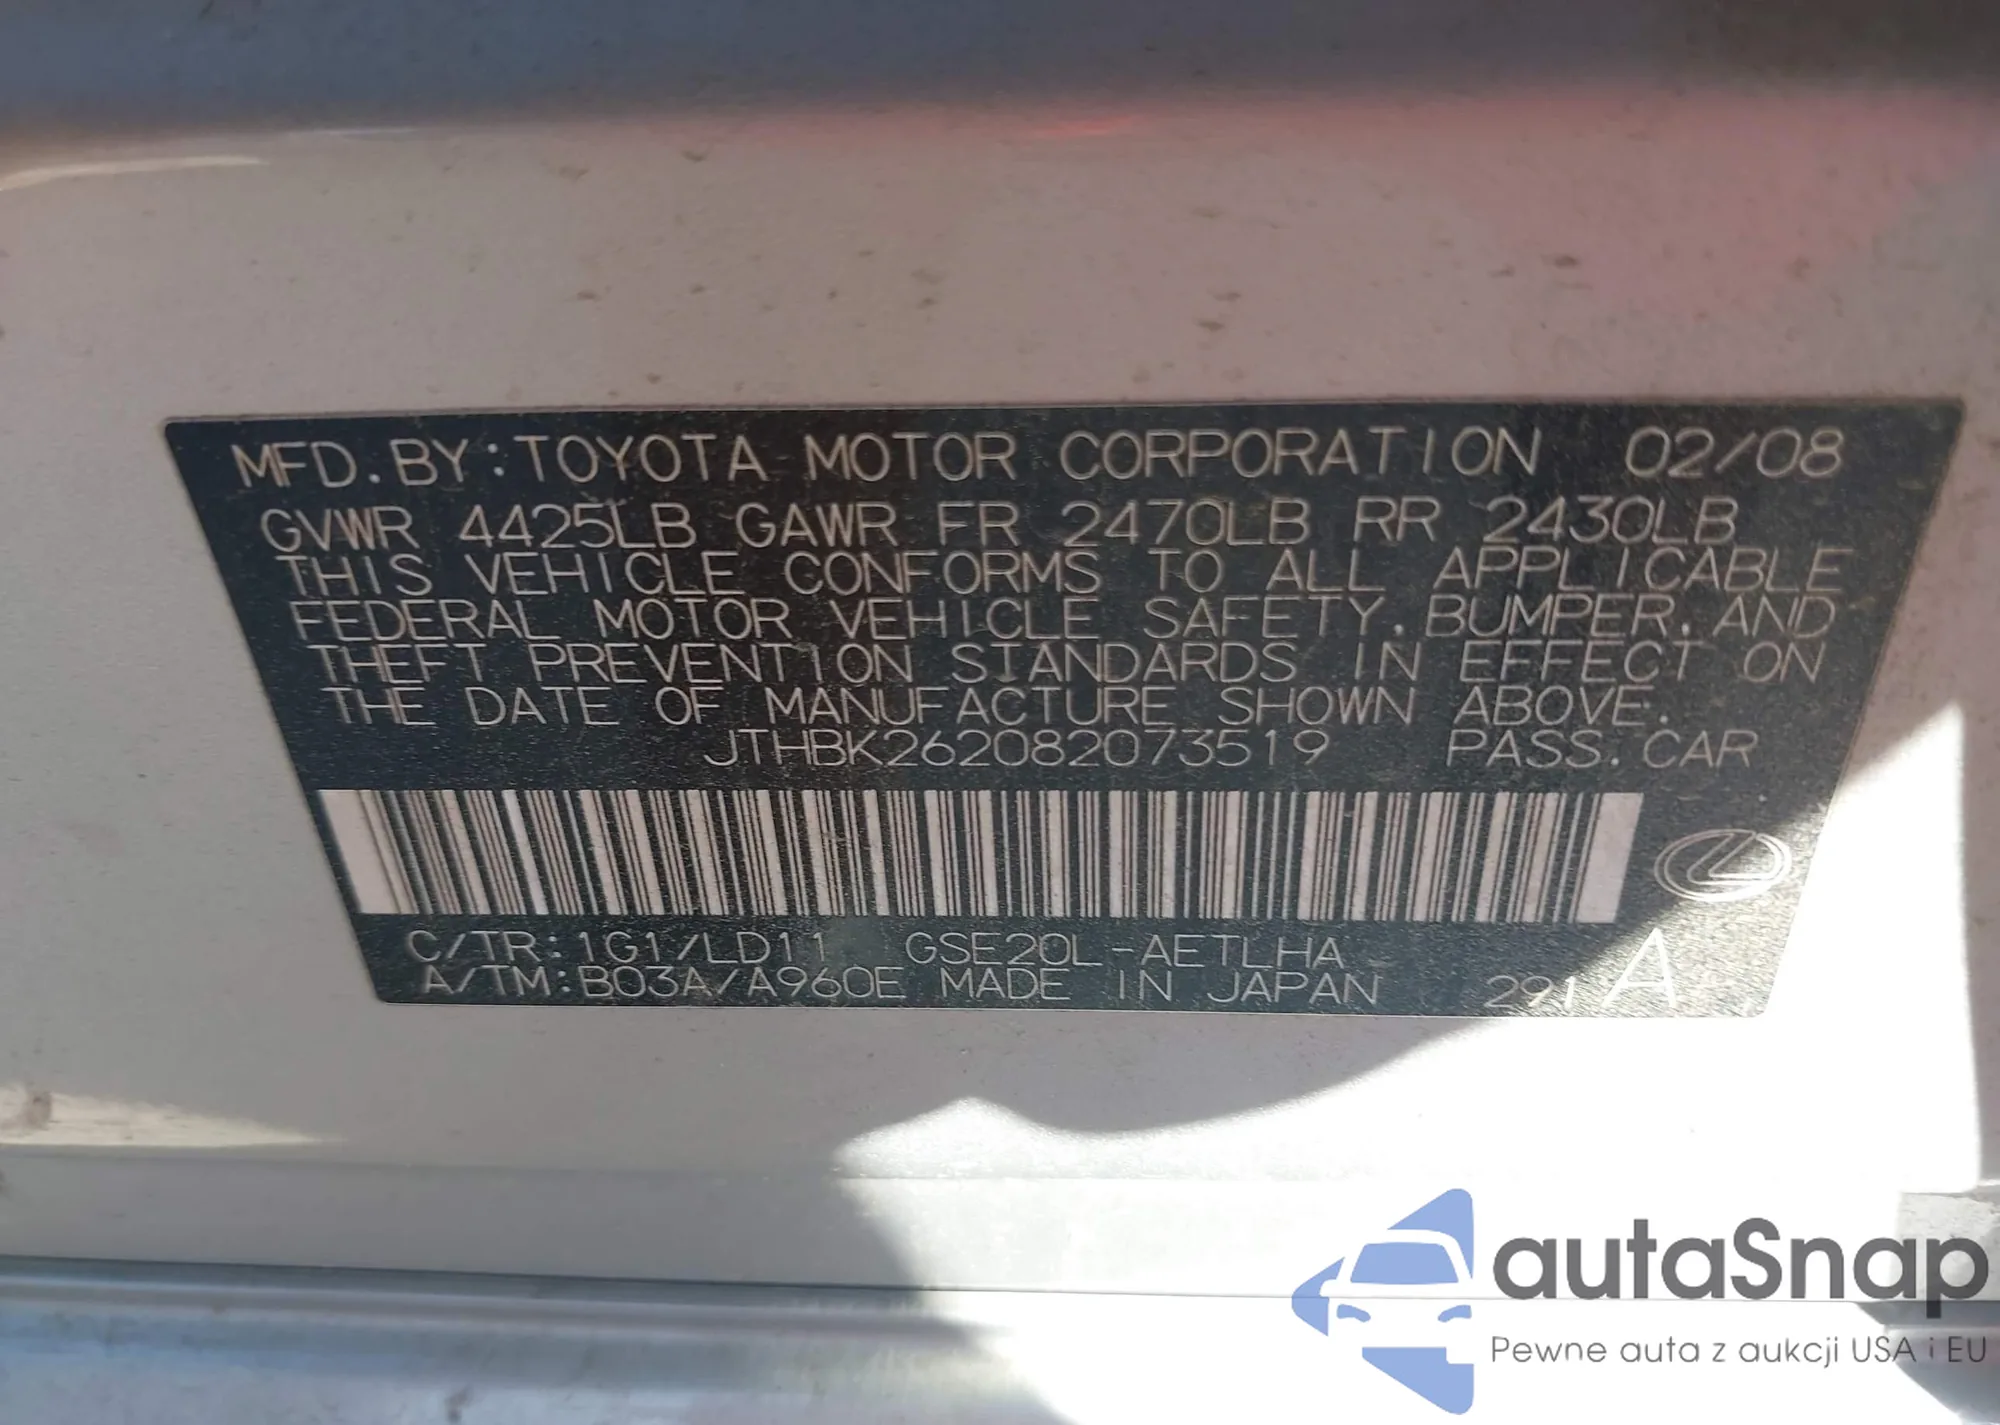 MFD. BY: TOYOTA MOTOR CORPORATION 02/08
GVWR 4425LB GAWR FR 2470LB RR 2430LB
THIS VEHICLE CONFORMS TO ALL APPLICABLE
FEDERAL MOTOR VEHICLE SAFETY, BUMPER, AND
THEFT PREVENTION STANDARDS IN EFFECT ON
THE DATE OF MANUFACTURE SHOWN ABOVE.
JTHBK262082073519 PASS. CAR
C/TR: 1G1/LD11 GSE20L-AETLHA
A/TM: B03A/A960E MADE IN JAPAN 291 A
autaSnap
Pewne auta z aukcji USA i EU